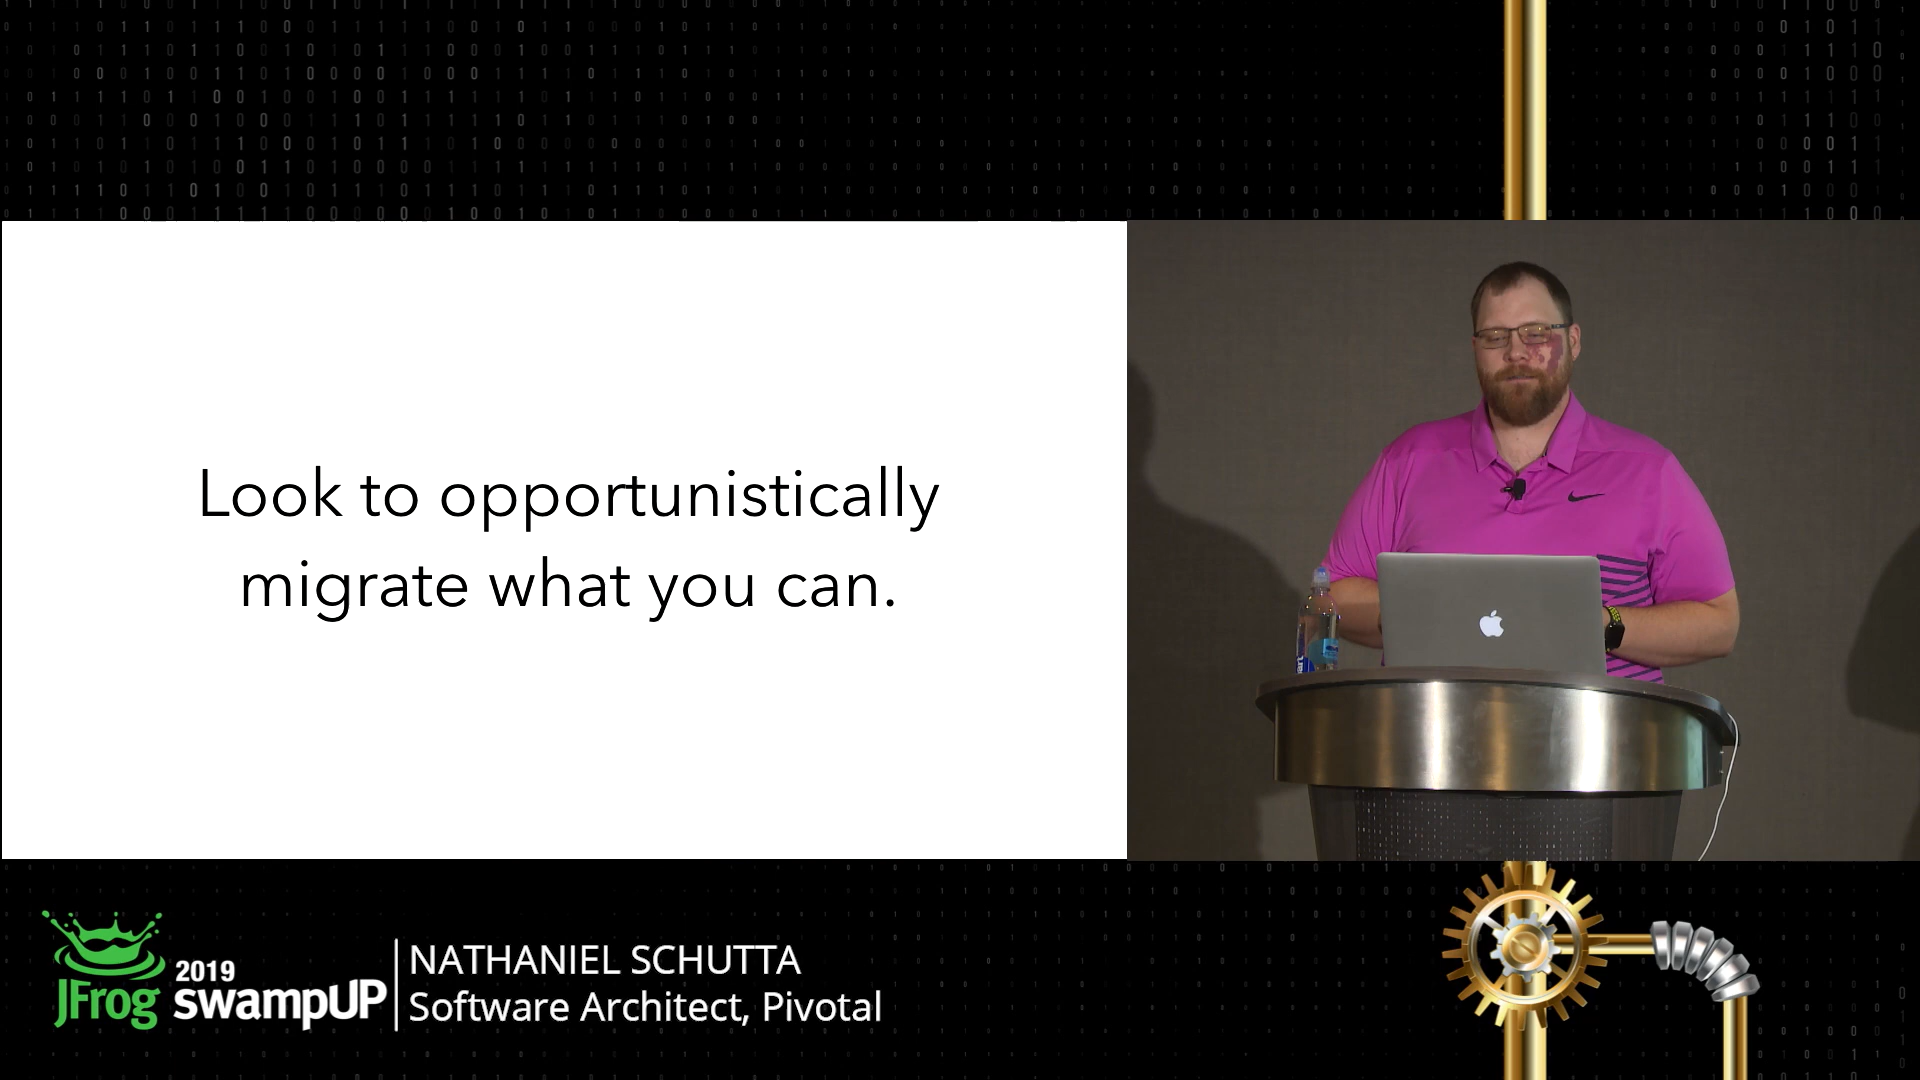 Look to opportunistically
migrate what you can.
JFrog
2019
swampUP
NATHANIEL SCHUTTA
Software Architect, Pivotal